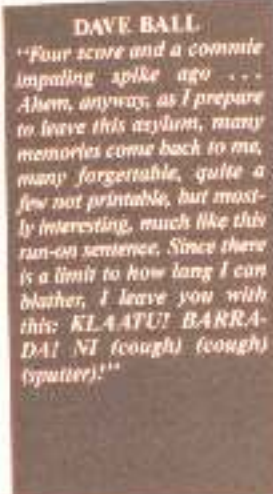 DAVE BALL
"Four score and a commie
impaling spike ago . . .
Ahem, anyway, as I prepare
to leave this asylum, many
memories come back to me,
many forgettable, quite a
few not printable, but most-
ly interesting, much like this
run-on sentence. Since there
is a limit to how long I can
blather, I leave you with
this: KLAATU! BARRA-
DA! NI (cough) (cough)
(sputter)!"